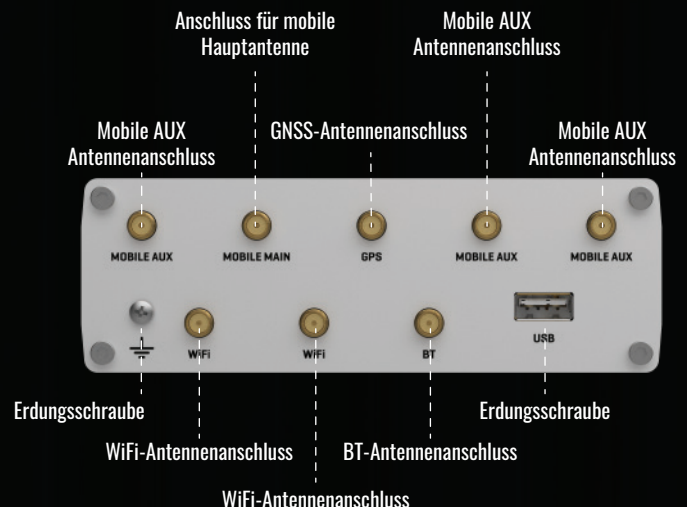 Anschluss für mobile
Hauptantenne
Mobile AUX
Antennenanschluss
Mobile AUX
Antennenanschluss
GNSS-Antennenanschluss
Mobile AUX
Antennenanschluss
MOBILE AUX
MOBILE MAIN
GPS
MOBILE AUX
MOBILE AUX
WiFi
WiFi
BT
USB
Erdungsschraube
Erdungsschraube
WiFi-Antennenanschluss
BT-Antennenanschluss
WiFi-Antennenanschluss